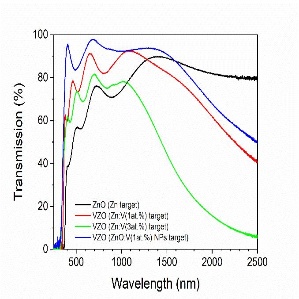 Transmission (%)
100
80
60
40
20
0
ZnO (Zn target)
VZO (Zn:V(1at.%) target)
VZO (Zn:V(3at.%) target)
VZO (ZnO:V(1at.%) NPs target)
500 1000 1500 2000 2500
Wavelength (nm)